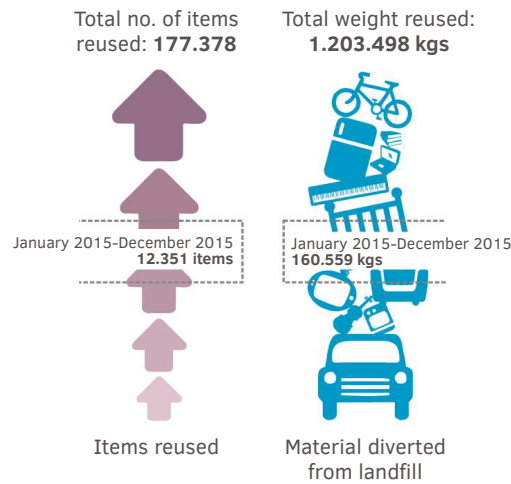 Total no. of items
reused: 177.378
Total weight reused:
1.203.498 kgs
January 2015-December 2015
12.351 items
January 2015-December 2015
160.559 kgs
Items reused
Material diverted
from landfill